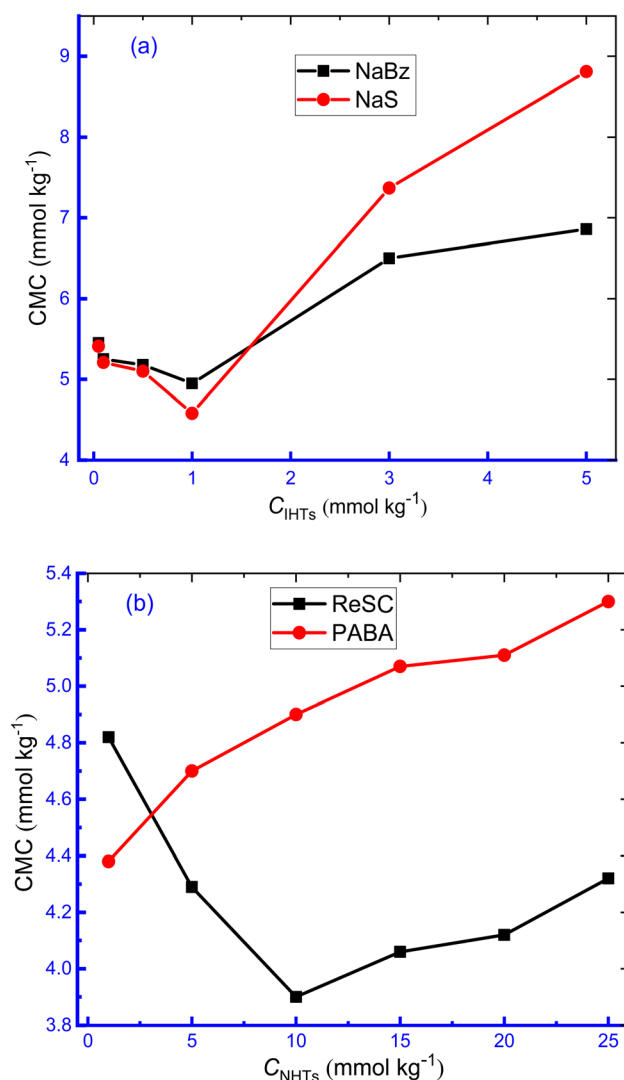 (a)
NaBz
NaS
9
8
7
6
5
4
CMC (mmol kg⁻¹)
0 1 2 3 4 5
C_IHTs (mmol kg⁻¹)
(b)
ReSC
PABA
5.4
5.2
5.0
4.8
4.6
4.4
4.2
4.0
3.8
CMC (mmol kg⁻¹)
0 5 10 15 20 25
C_NHTs (mmol kg⁻¹)